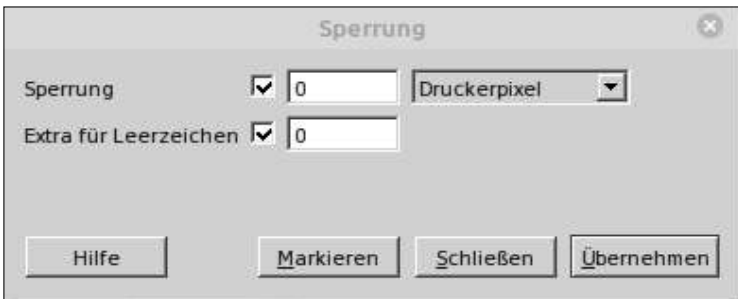 Sperrung
Sperrung 0 Druckerpixel
Extra für Leerzeichen 0
Hilfe Markieren Schließen Übernehmen